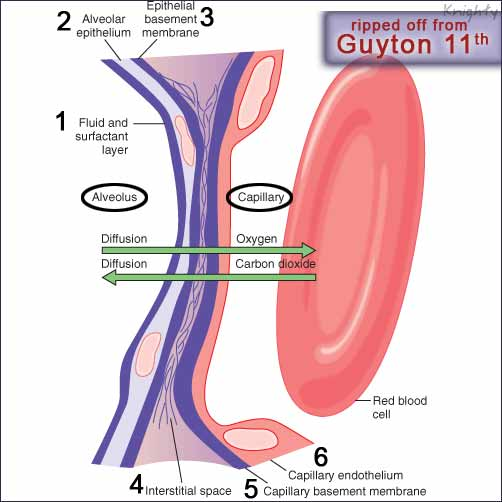 Knighty
ripped off from
Guyton 11th
2
Alveolar
epithelium
Epithelial
basement
membrane
3
1
Fluid and
surfactant
layer
Alveolus
Capillary
Diffusion
Oxygen
Diffusion
Carbon dioxide
Red blood
cell
6
Capillary endothelium
4
Interstitial space
5
Capillary basement membrane